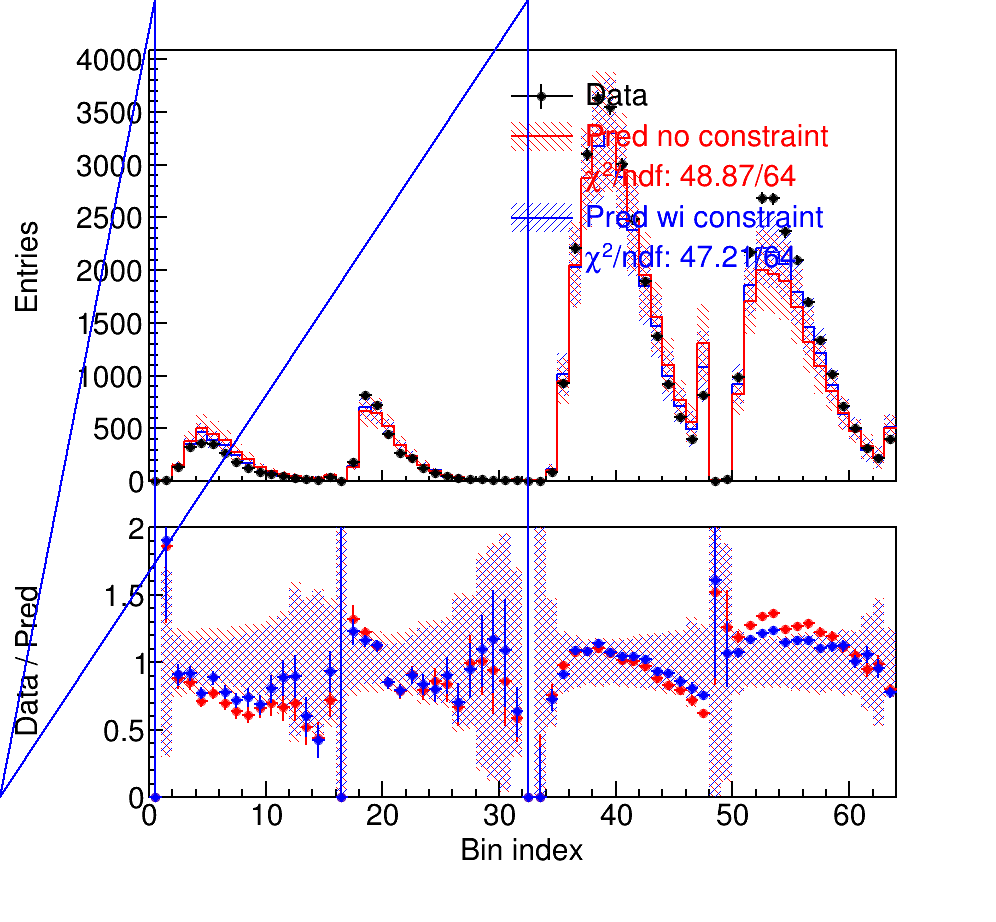 4000
3500
3000
2500
2000
1500
1000
500
0
Entries
Data
Pred no constraint
χ²/ndf: 48.87/64
Pred wi constraint
χ²/ndf: 47.21/64
2
1.5
1
0.5
0
Data / Pred
0 10 20 30 40 50 60
Bin index